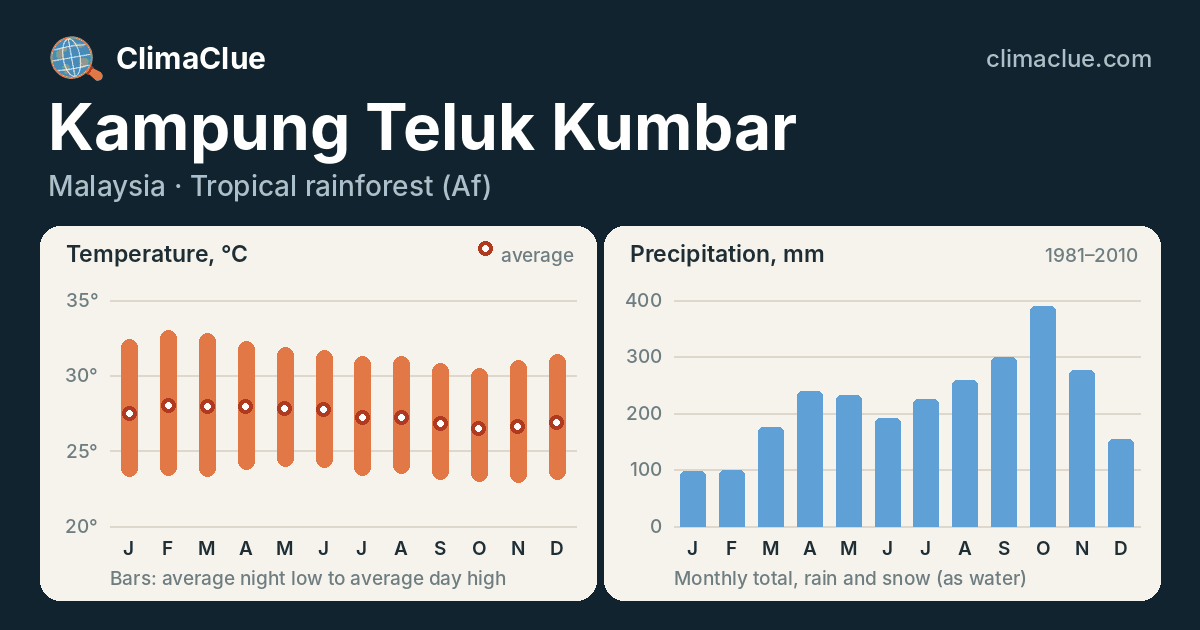 ClimaClue
climaclue.com
Kampung Teluk Kumbar
Malaysia · Tropical rainforest (Af)
Temperature, °C
average
35°
30°
25°
20°
J F M A M J J A S O N D
Bars: average night low to average day high
Precipitation, mm
1981–2010
400
300
200
100
0
J F M A M J J A S O N D
Monthly total, rain and snow (as water)